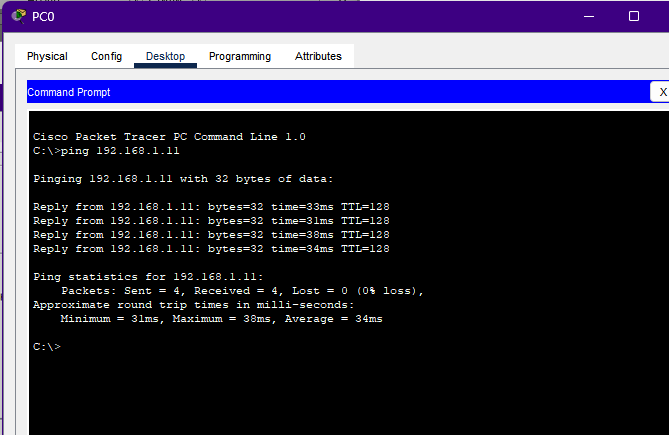 PC0
Physical Config Desktop Programming Attributes
Command Prompt
X
Cisco Packet Tracer PC Command Line 1.0
C:\>ping 192.168.1.11
Pinging 192.168.1.11 with 32 bytes of data:
Reply from 192.168.1.11: bytes=32 time=33ms TTL=128
Reply from 192.168.1.11: bytes=32 time=31ms TTL=128
Reply from 192.168.1.11: bytes=32 time=38ms TTL=128
Reply from 192.168.1.11: bytes=32 time=34ms TTL=128
Ping statistics for 192.168.1.11:
Packets: Sent = 4, Received = 4, Lost = 0 (0% loss),
Approximate round trip times in milli-seconds:
Minimum = 31ms, Maximum = 38ms, Average = 34ms
C:\>